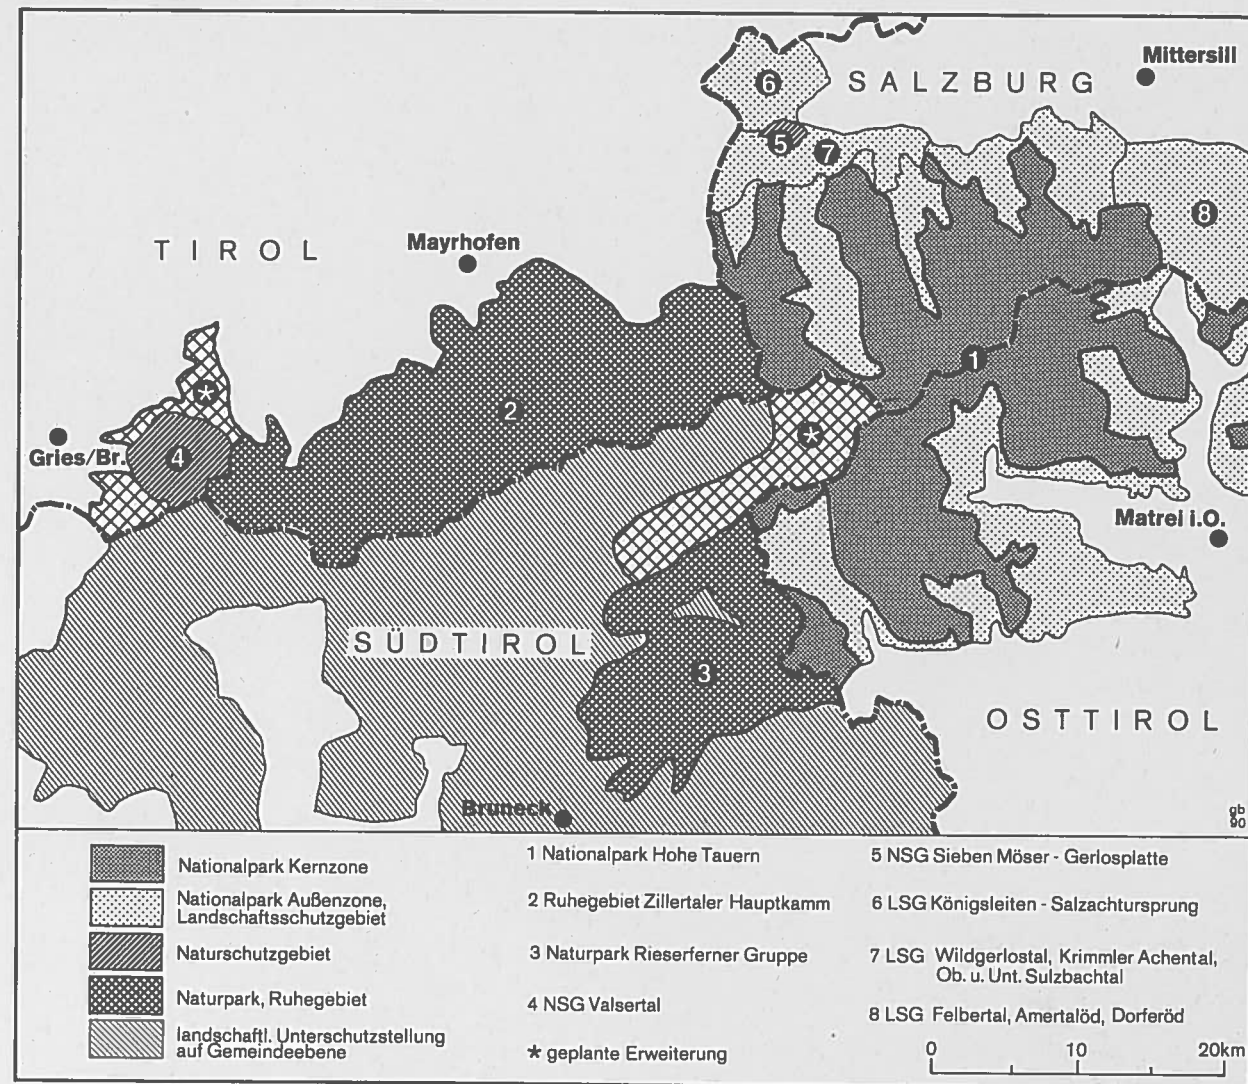 Mittersill
SALZBURG
6
5
7
8
TIROL
Mayrhofen
1
*
2
*
Gries/Br.
4
Matrei i.O.
SÜDTIROL
3
OSTTIROL
Bruneck
gb
90
Nationalpark Kernzone
Nationalpark Außenzone,
Landschaftsschutzgebiet
Naturschutzgebiet
Naturpark, Ruhegebiet
landschaftl. Unterschutzstellung
auf Gemeindeebene
1 Nationalpark Hohe Tauern
2 Ruhegebiet Zillertaler Hauptkamm
3 Naturpark Rieserferner Gruppe
4 NSG Valsertal
* geplante Erweiterung
5 NSG Sieben Möser - Gerlosplatte
6 LSG Königsleiten - Salzachtursprung
7 LSG Wildgerlostal, Krimmler Achental,
Ob. u. Unt. Sulzbachtal
8 LSG Felbertal, Amertalöd, Dorferöd
0 10 20km